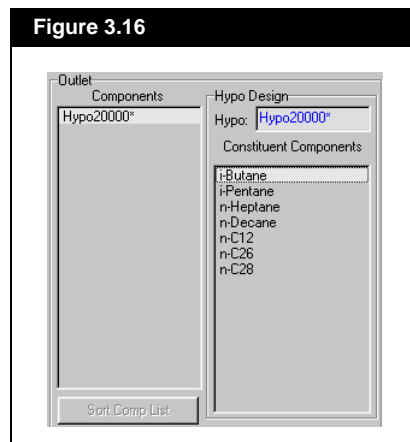 Figure 3.16
Outlet
Components
Hypo20000*
Sort Comp List
Hypo Design
Hypo: Hypo20000*
Constituent Components
i-Butane
i-Pentane
n-Heptane
n-Decane
n-C12
n-C26
n-C28